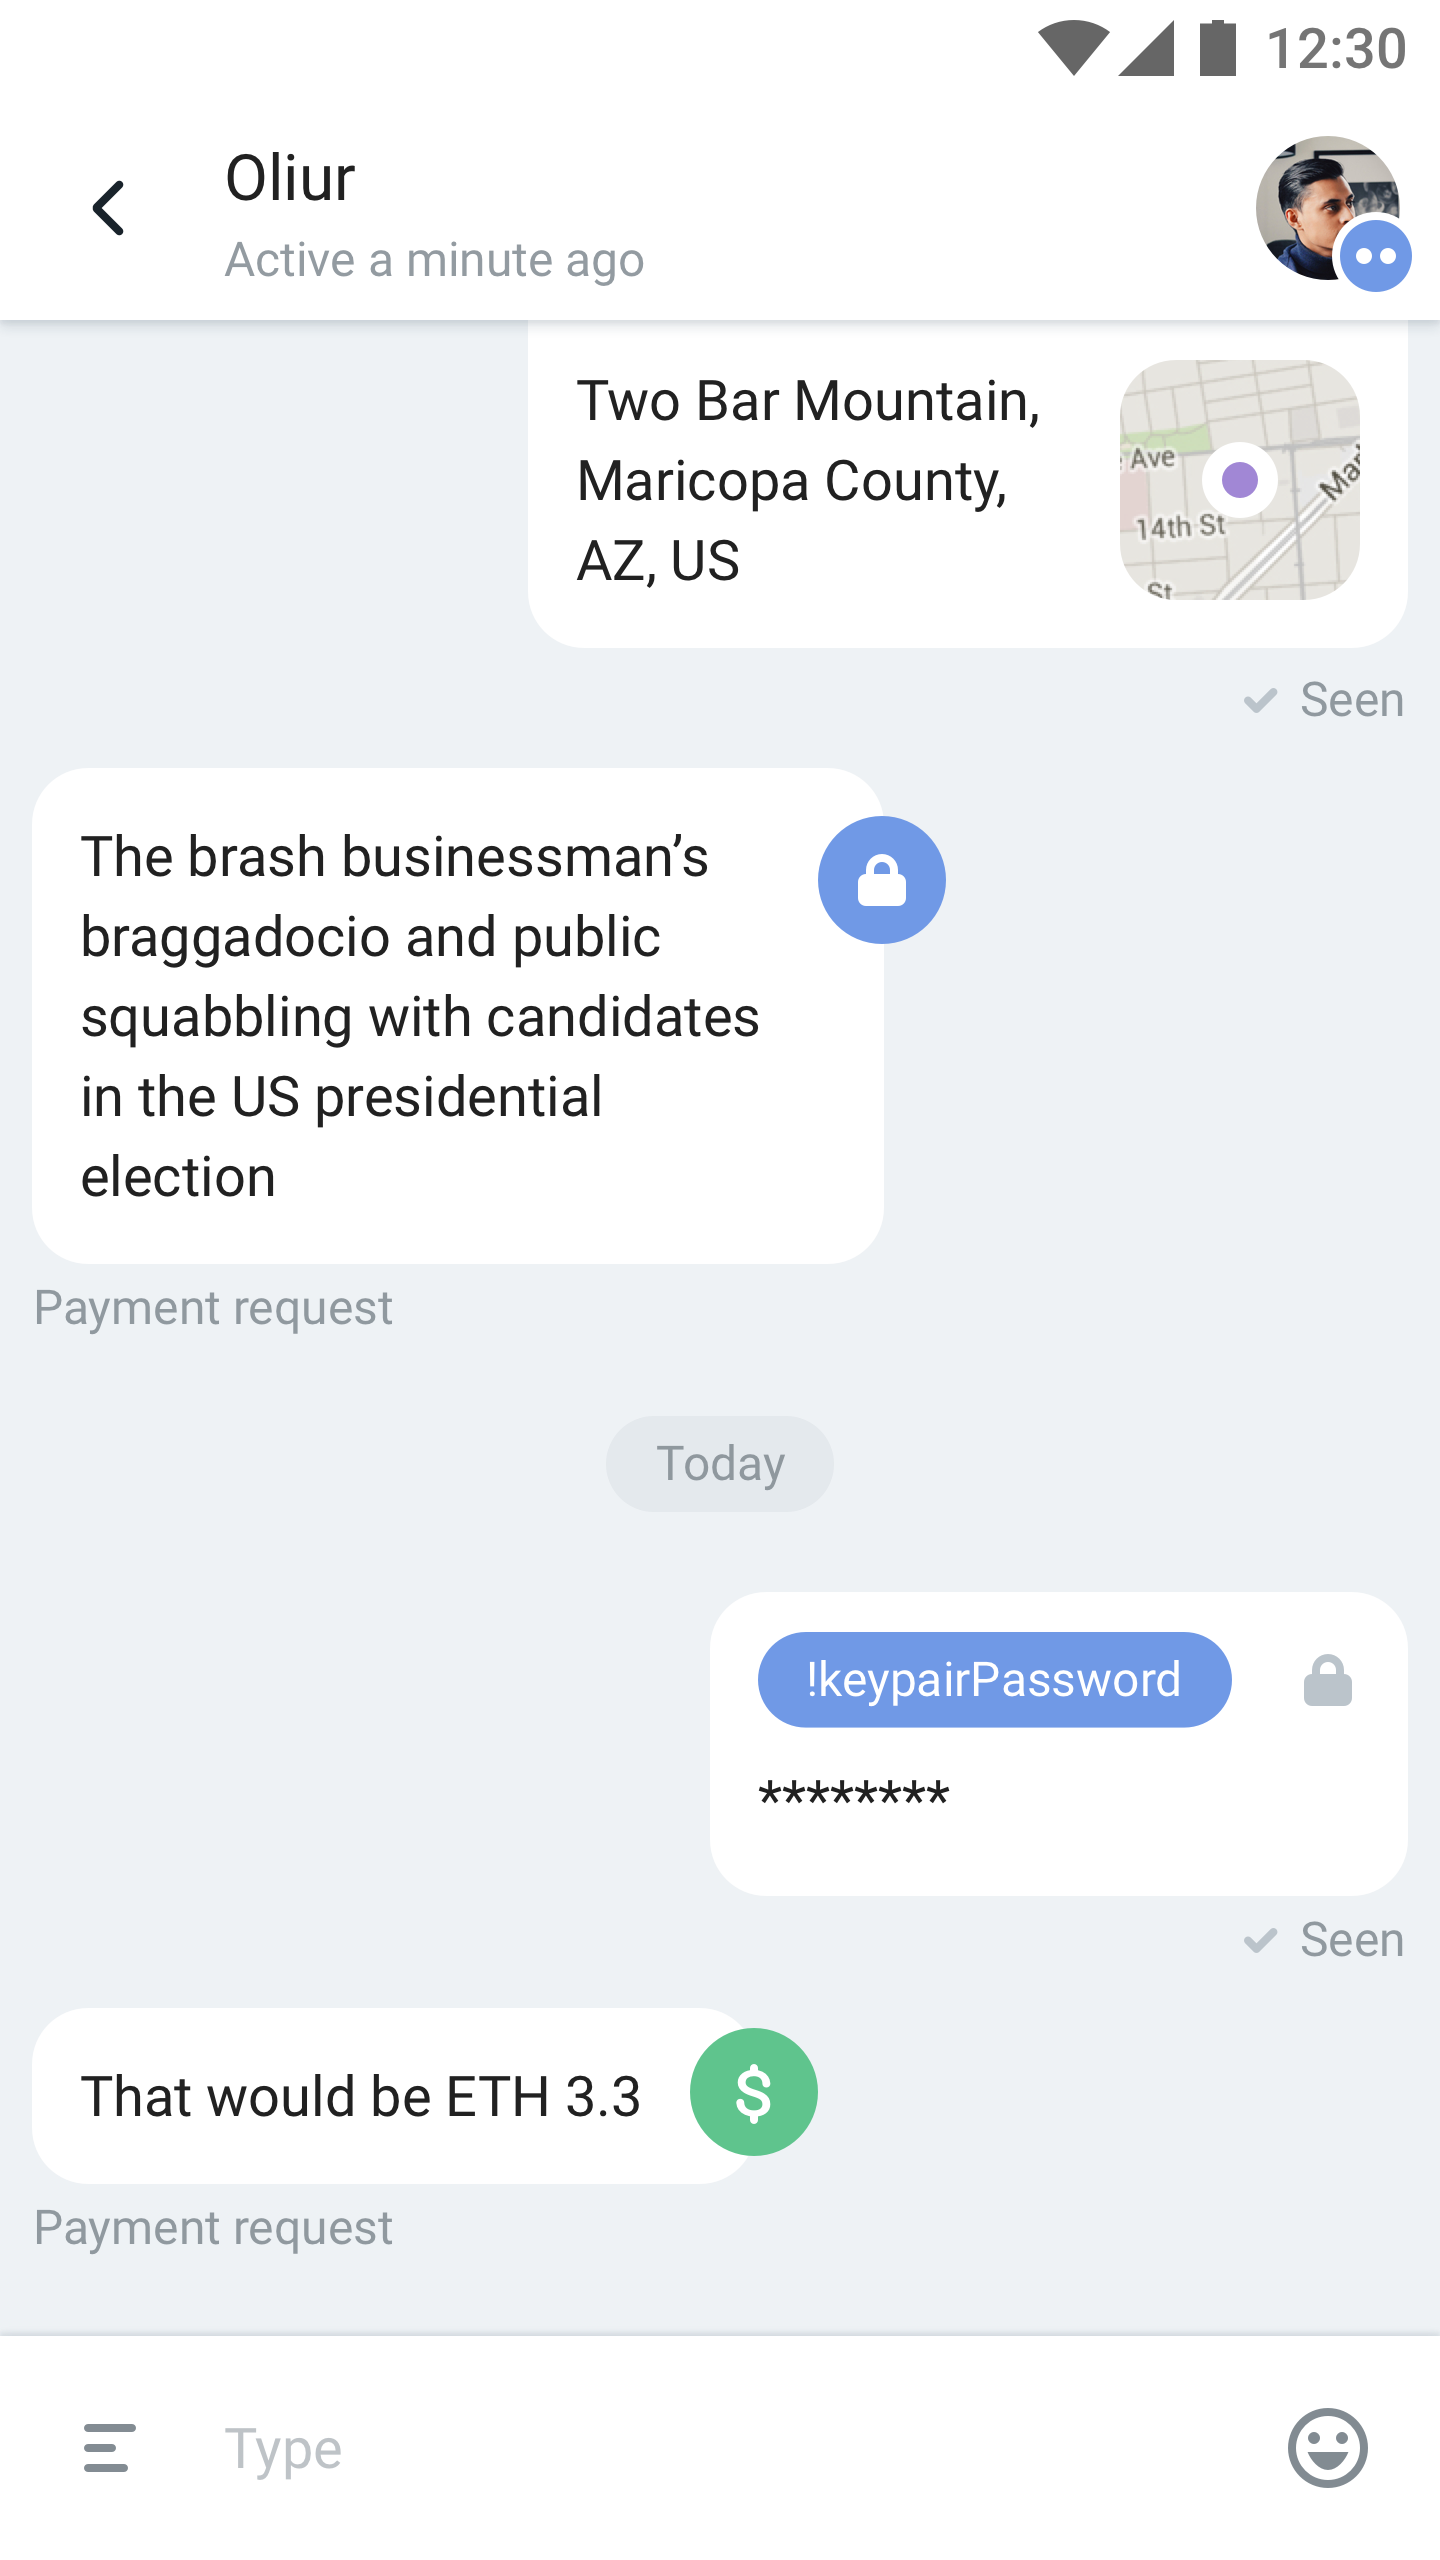 12:30
Oliur
Active a minute ago
Two Bar Mountain,
Maricopa County,
AZ, US
Ave
14th St
Mar
St
Seen
The brash businessman’s
braggadocio and public
squabbling with candidates
in the US presidential
election
Payment request
Today
!keypairPassword
********
Seen
That would be ETH 3.3
$
Payment request
Type